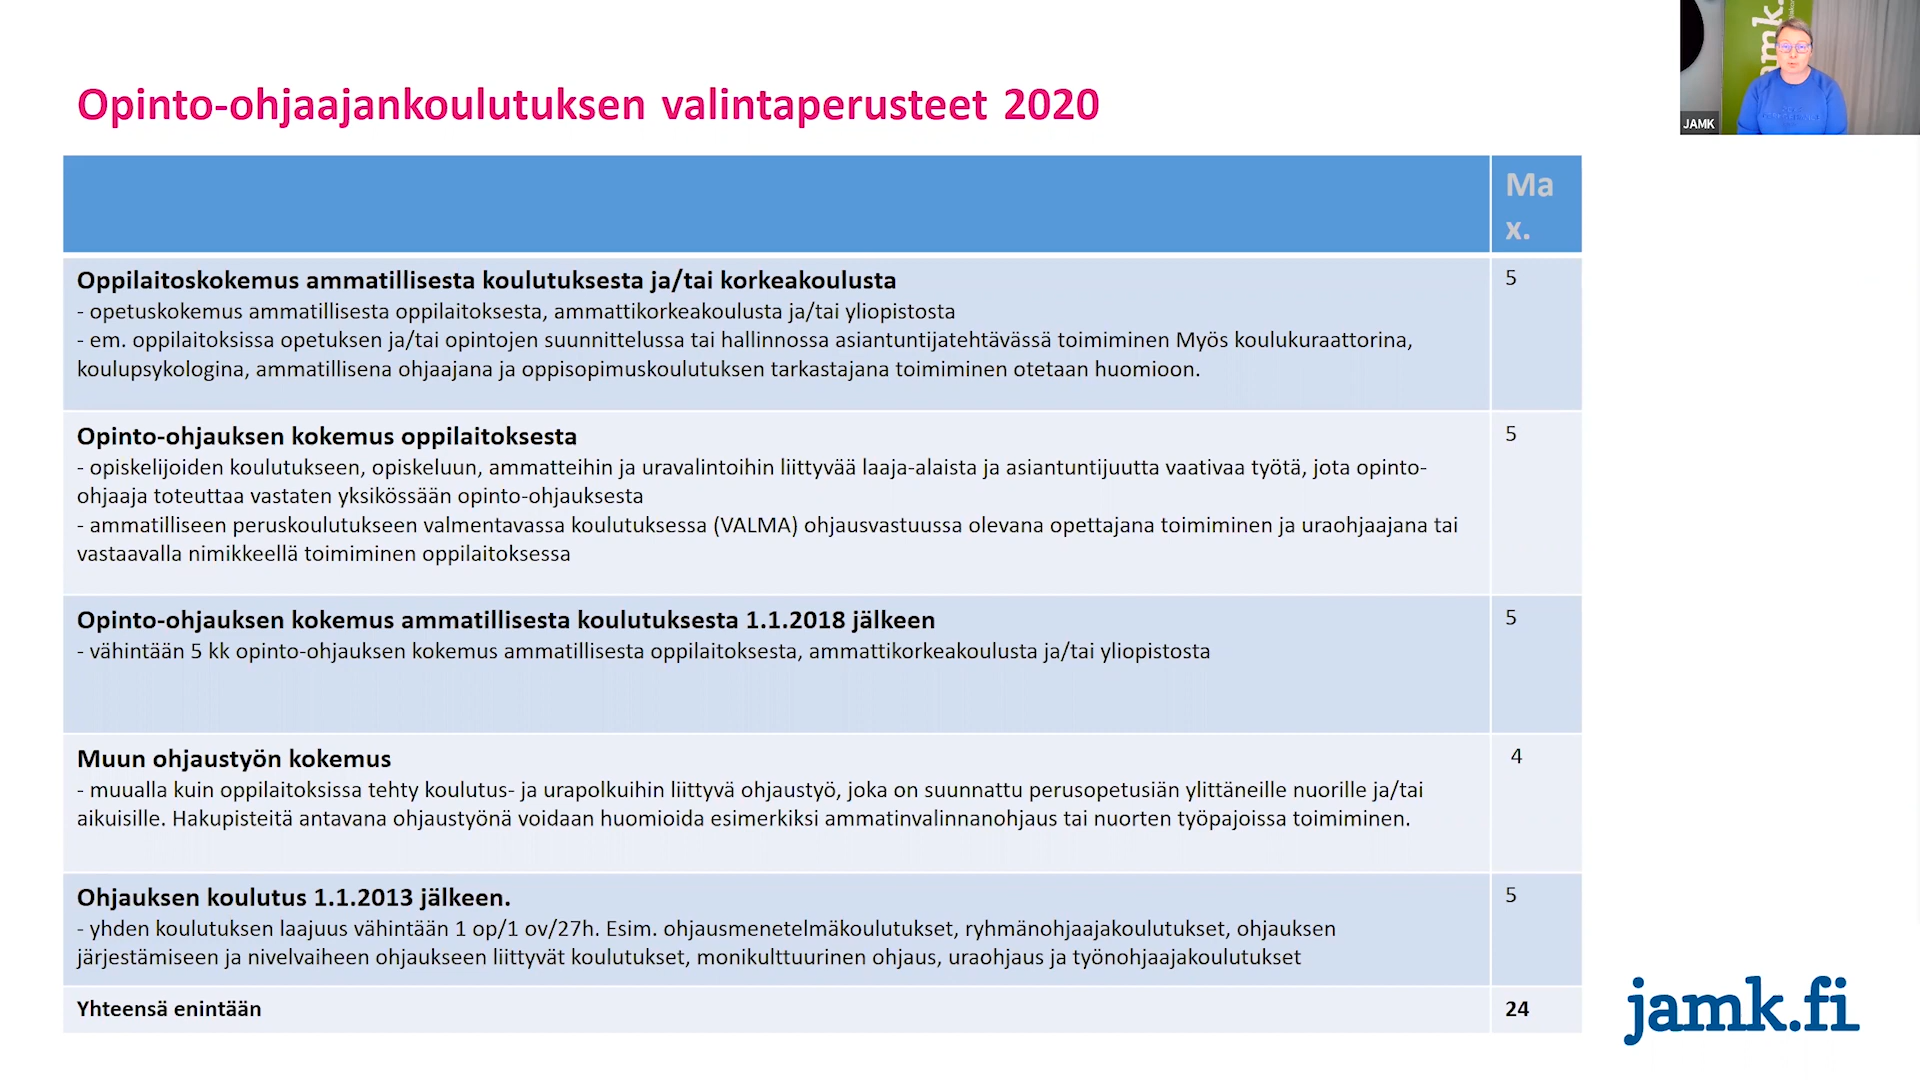 Opinto-ohjaajankoulutuksen valintaperusteet 2020
jamk.
JAMK
Ma
x.
Oppilaitoskokemus ammatillisesta koulutuksesta ja/tai korkeakoulusta
5
- opetuskokemus ammatillisesta oppilaitoksesta, ammattikorkeakoulusta ja/tai yliopistosta
- em. oppilaitoksissa opetuksen ja/tai opintojen suunnittelussa tai hallinnossa asiantuntijatehtävässä toimiminen Myös koulukuraattorina,
koulupsykologina, ammatillisena ohjaajana ja oppisopimuskoulutuksen tarkastajana toimiminen otetaan huomioon.
Opinto-ohjauksen kokemus oppilaitoksesta
5
- opiskelijoiden koulutukseen, opiskeluun, ammatteihin ja uravalintoihin liittyvää laaja-alaista ja asiantuntijuutta vaativaa työtä, jota opinto-
ohjaaja toteuttaa vastaten yksikössään opinto-ohjauksesta
- ammatilliseen peruskoulutukseen valmentavassa koulutuksessa (VALMA) ohjausvastuussa olevana opettajana toimiminen ja uraohjaajana tai
vastaavalla nimikkeellä toimiminen oppilaitoksessa
Opinto-ohjauksen kokemus ammatillisesta koulutuksesta 1.1.2018 jälkeen
5
- vähintään 5 kk opinto-ohjauksen kokemus ammatillisesta oppilaitoksesta, ammattikorkeakoulusta ja/tai yliopistosta
Muun ohjaustyön kokemus
4
- muualla kuin oppilaitoksissa tehty koulutus- ja urapolkuihin liittyvä ohjaustyö, joka on suunnattu perusopetusiän ylittäneille nuorille ja/tai
aikuisille. Hakupisteitä antavana ohjaustyönä voidaan huomioida esimerkiksi ammatinvalinnanohjaus tai nuorten työpajoissa toimiminen.
Ohjauksen koulutus 1.1.2013 jälkeen.
5
- yhden koulutuksen laajuus vähintään 1 op/1 ov/27h. Esim. ohjausmenetelmäkoulutukset, ryhmänohjaajakoulutukset, ohjauksen
järjestämiseen ja nivelvaiheen ohjaukseen liittyvät koulutukset, monikulttuurinen ohjaus, uraohjaus ja työnohjaajakoulutukset
Yhteensä enintään
24
jamk.fi